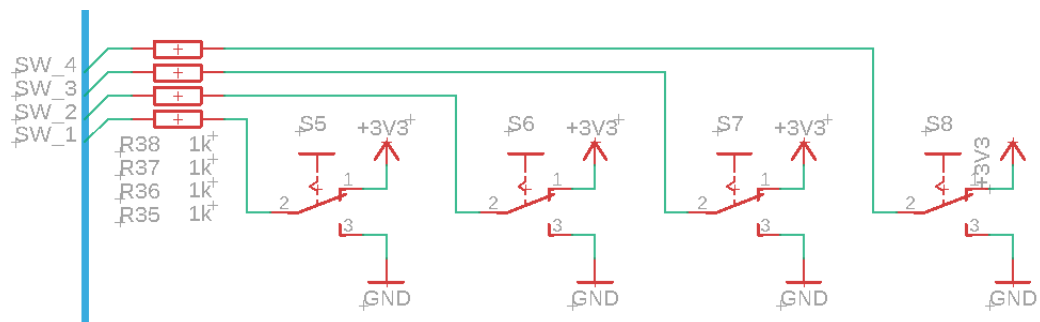 SW_4
SW_3
SW_2
SW_1
R38 1k
R37 1k
R36 1k
R35 1k
S5 +3V3
1
2
3
GND
S6 +3V3
1
2
3
GND
S7 +3V3
1
2
3
GND
S8 +3V3
1
2
3
GND